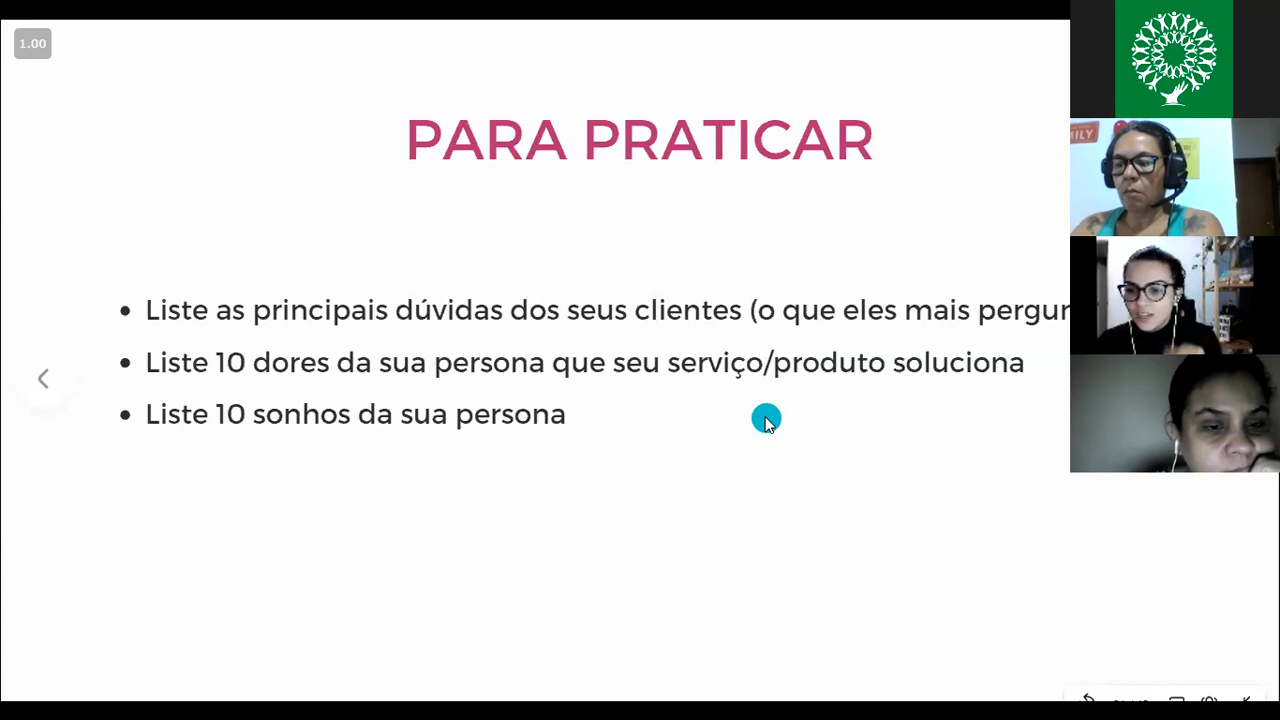 1.00
PARA PRATICAR
• Liste as principais dúvidas dos seus clientes (o que eles mais
• Liste 10 dores da sua persona que seu serviço/produto soluciona
• Liste 10 sonhos da sua persona